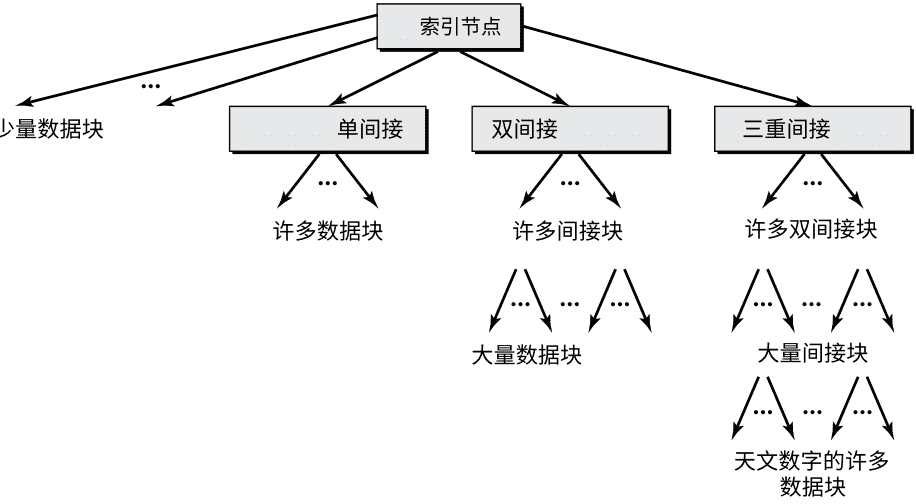 索引节点
...
少量数据块
单间接
双间接
三重间接
...
...
...
许多数据块
许多间接块
许多双间接块
... ... ...
... ... ...
大量数据块
大量间接块
... ... ...
天文数字的许多
数据块